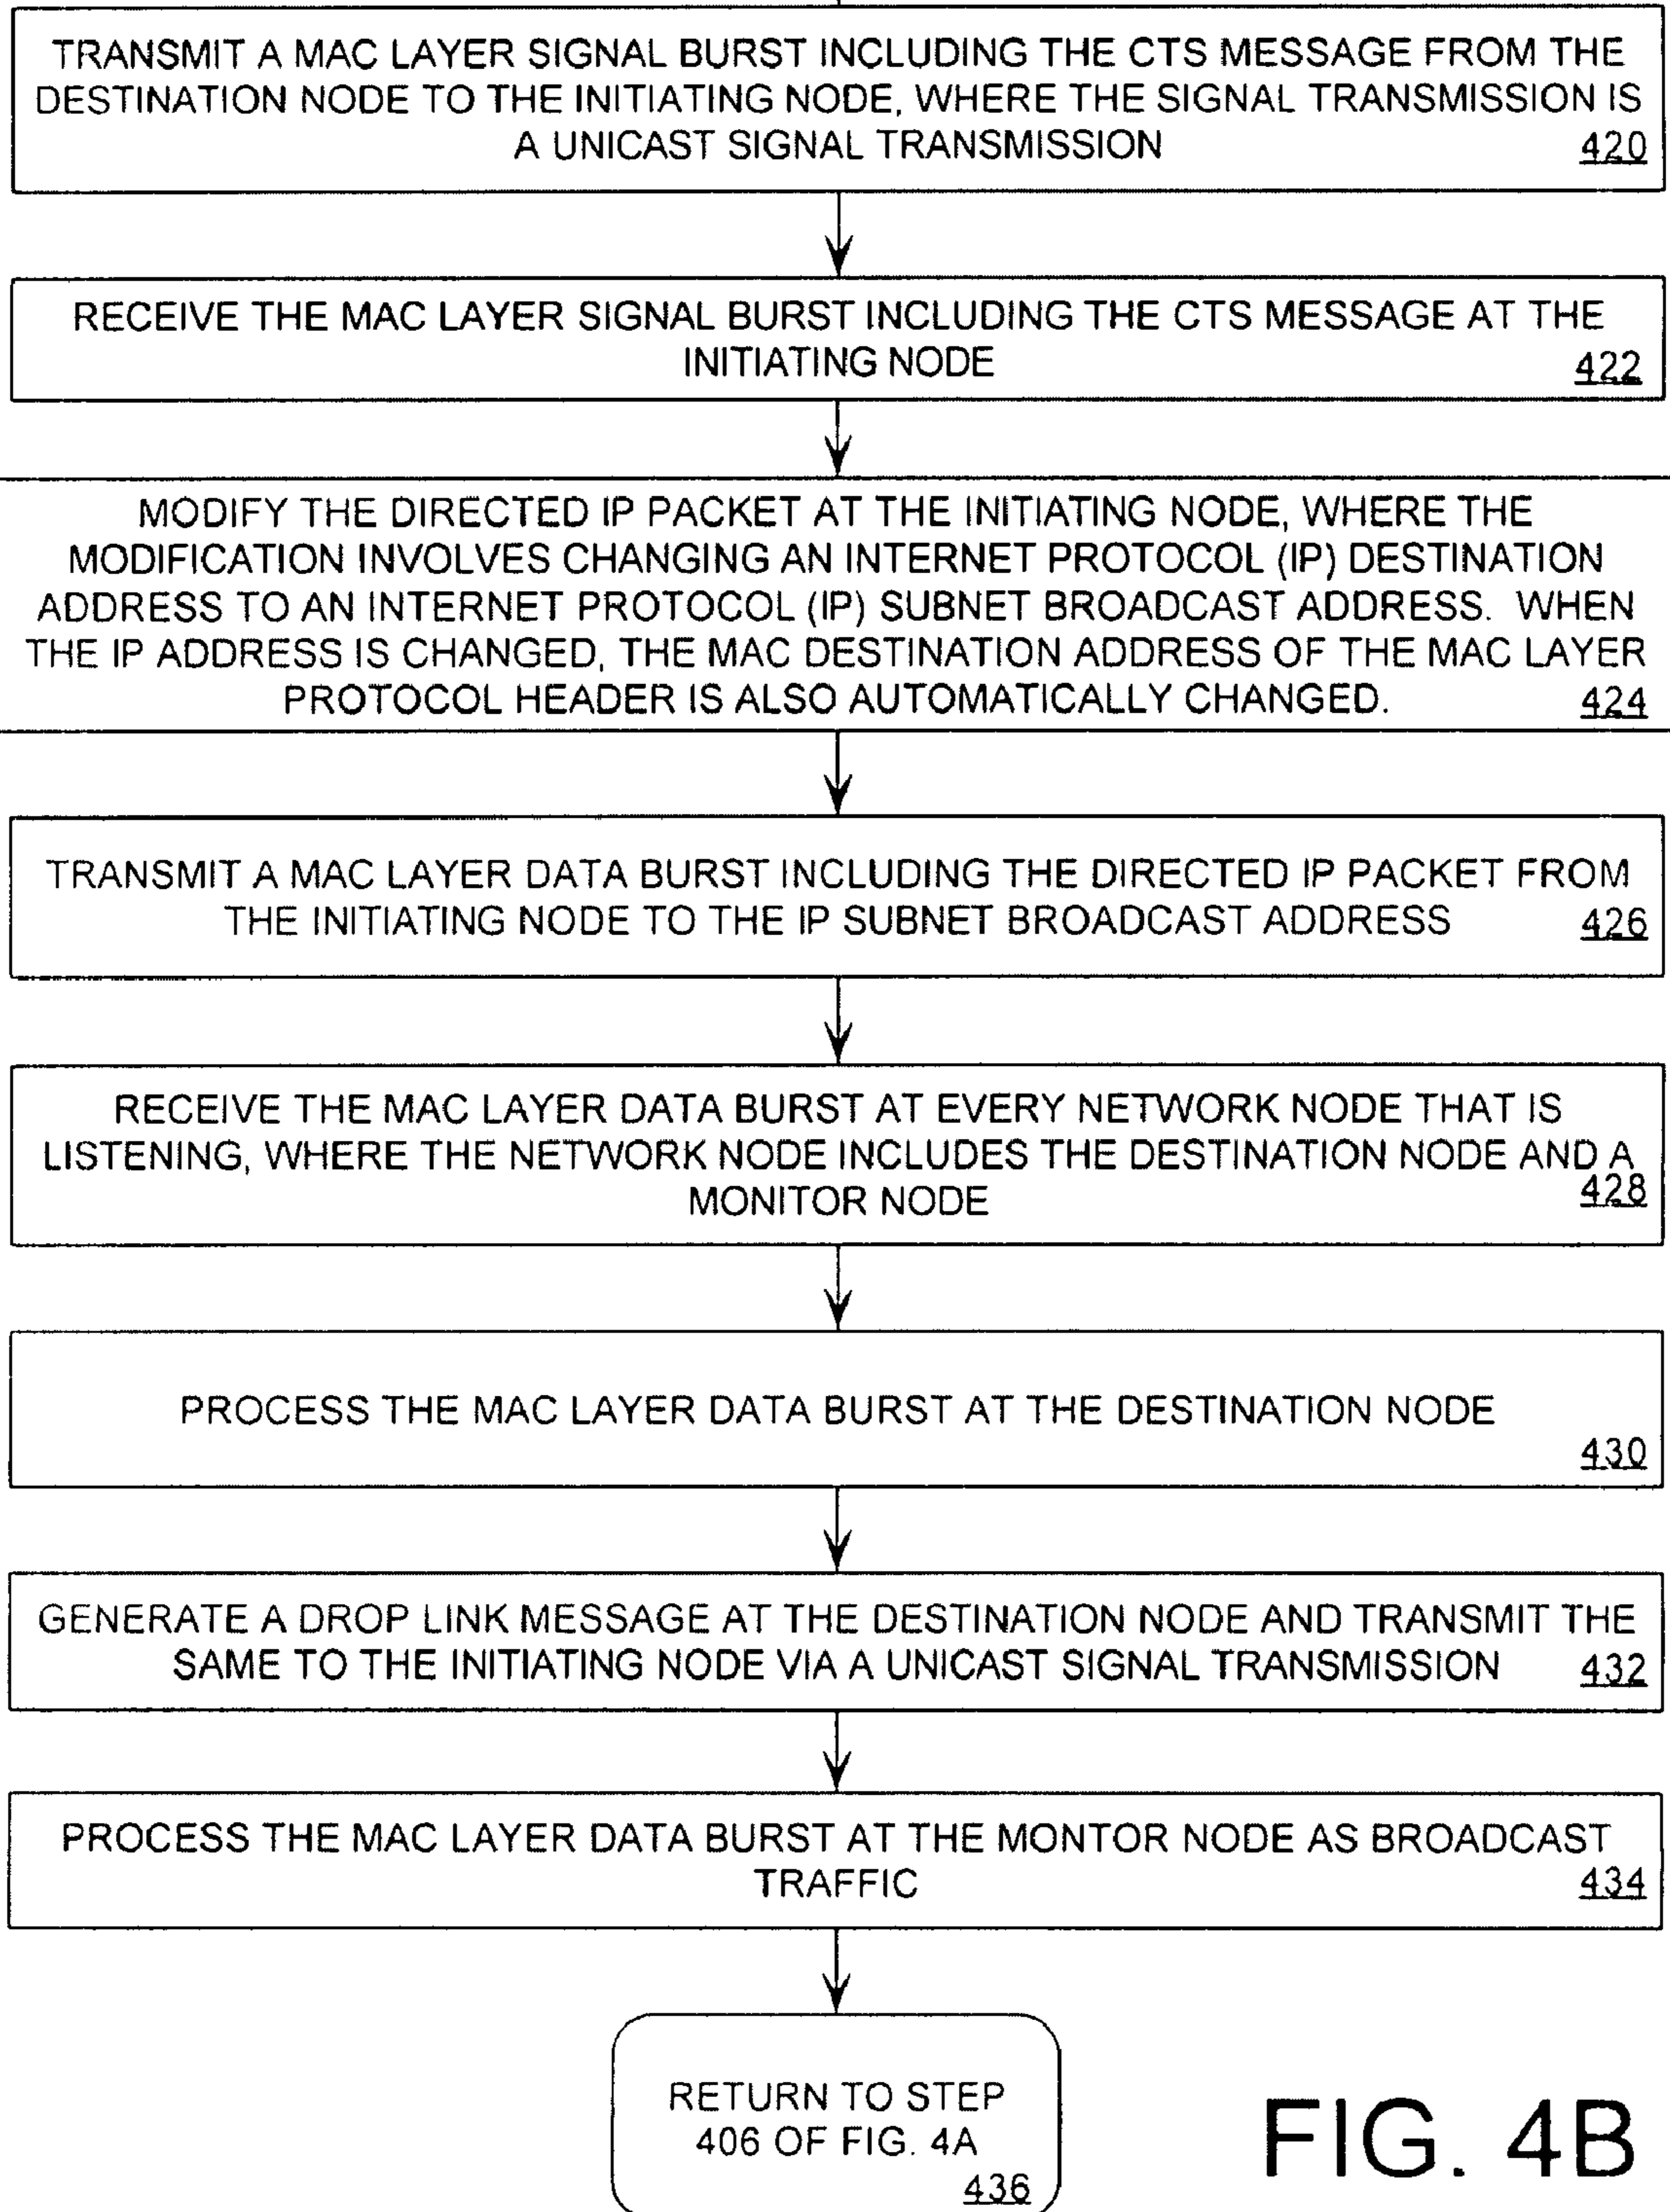 TRANSMIT A MAC LAYER SIGNAL BURST INCLUDING THE CTS MESSAGE FROM THE
DESTINATION NODE TO THE INITIATING NODE, WHERE THE SIGNAL TRANSMISSION IS
A UNICAST SIGNAL TRANSMISSION 420
RECEIVE THE MAC LAYER SIGNAL BURST INCLUDING THE CTS MESSAGE AT THE
INITIATING NODE 422
MODIFY THE DIRECTED IP PACKET AT THE INITIATING NODE, WHERE THE
MODIFICATION INVOLVES CHANGING AN INTERNET PROTOCOL (IP) DESTINATION
ADDRESS TO AN INTERNET PROTOCOL (IP) SUBNET BROADCAST ADDRESS. WHEN
THE IP ADDRESS IS CHANGED, THE MAC DESTINATION ADDRESS OF THE MAC LAYER
PROTOCOL HEADER IS ALSO AUTOMATICALLY CHANGED. 424
TRANSMIT A MAC LAYER DATA BURST INCLUDING THE DIRECTED IP PACKET FROM
THE INITIATING NODE TO THE IP SUBNET BROADCAST ADDRESS 426
RECEIVE THE MAC LAYER DATA BURST AT EVERY NETWORK NODE THAT IS
LISTENING, WHERE THE NETWORK NODE INCLUDES THE DESTINATION NODE AND A
MONITOR NODE 428
PROCESS THE MAC LAYER DATA BURST AT THE DESTINATION NODE
430
GENERATE A DROP LINK MESSAGE AT THE DESTINATION NODE AND TRANSMIT THE
SAME TO THE INITIATING NODE VIA A UNICAST SIGNAL TRANSMISSION 432
PROCESS THE MAC LAYER DATA BURST AT THE MONTOR NODE AS BROADCAST
TRAFFIC 434
RETURN TO STEP
406 OF FIG. 4A
436
FIG. 4B